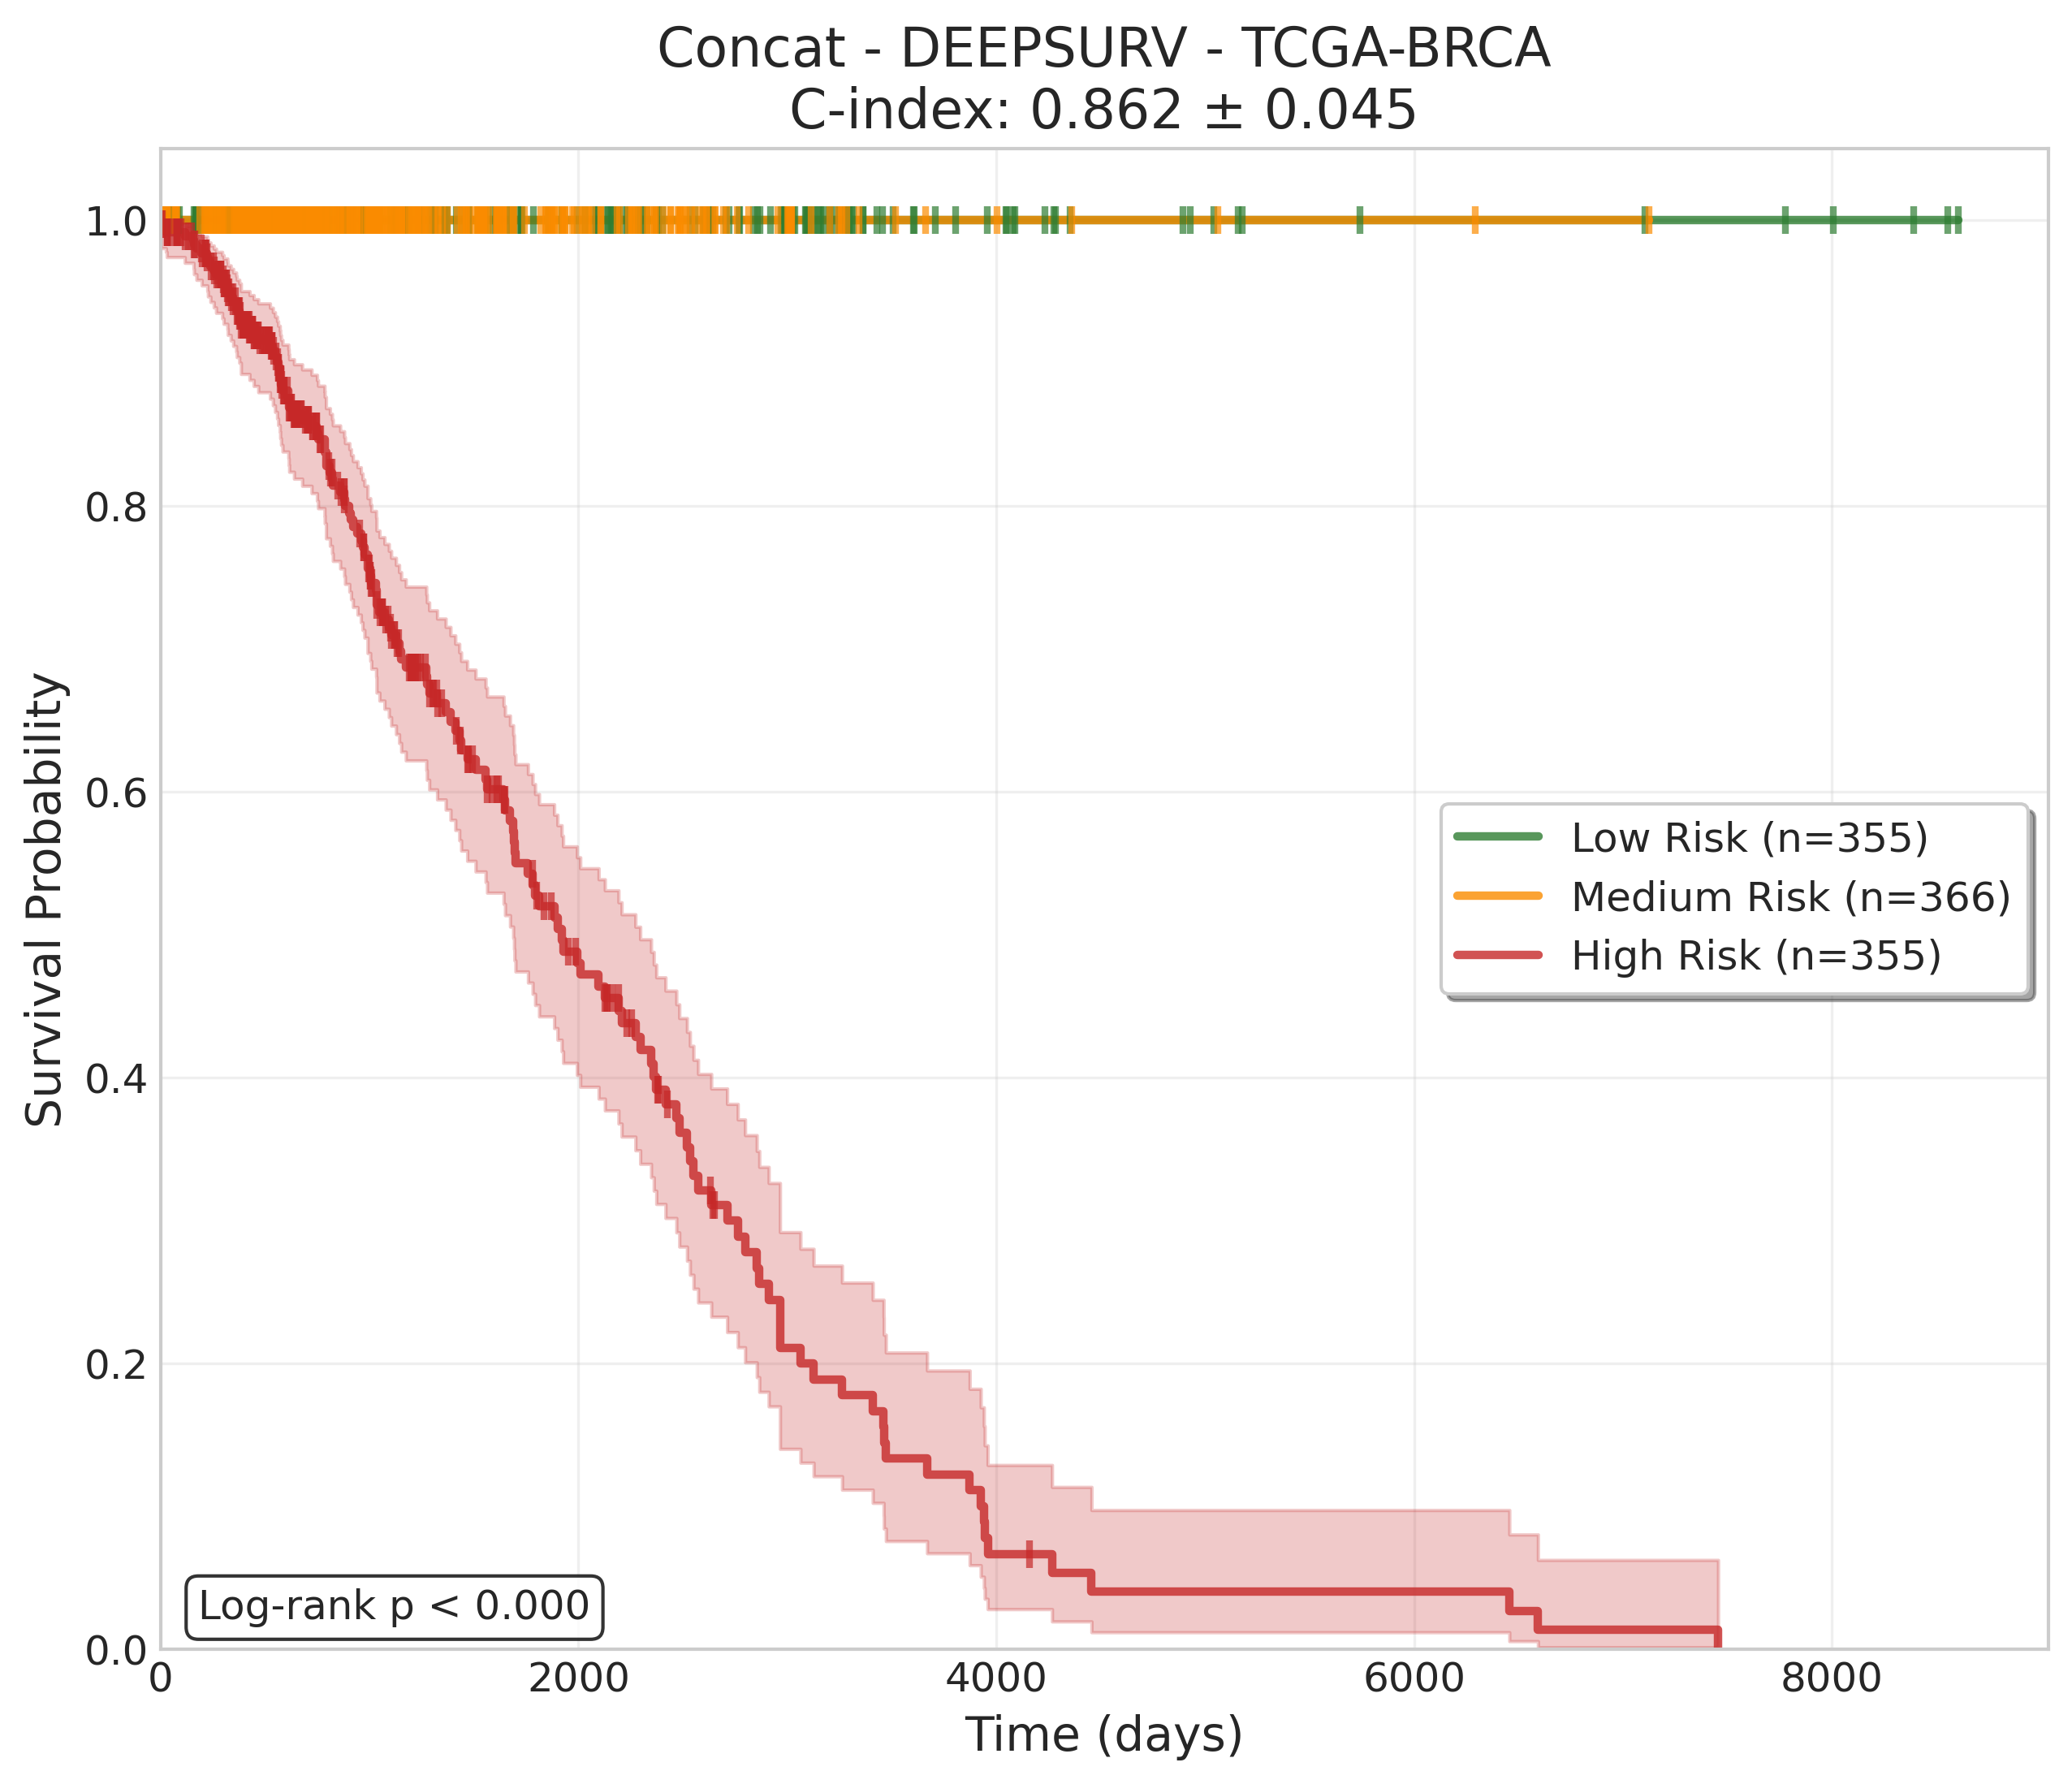 Concat - DEEPSURV - TCGA-BRCA
C-index: 0.862 ± 0.045
Survival Probability
1.0
0.8
0.6
0.4
0.2
0.0
Low Risk (n=355)
Medium Risk (n=366)
High Risk (n=355)
Log-rank p < 0.000
0
2000
4000
6000
8000
Time (days)